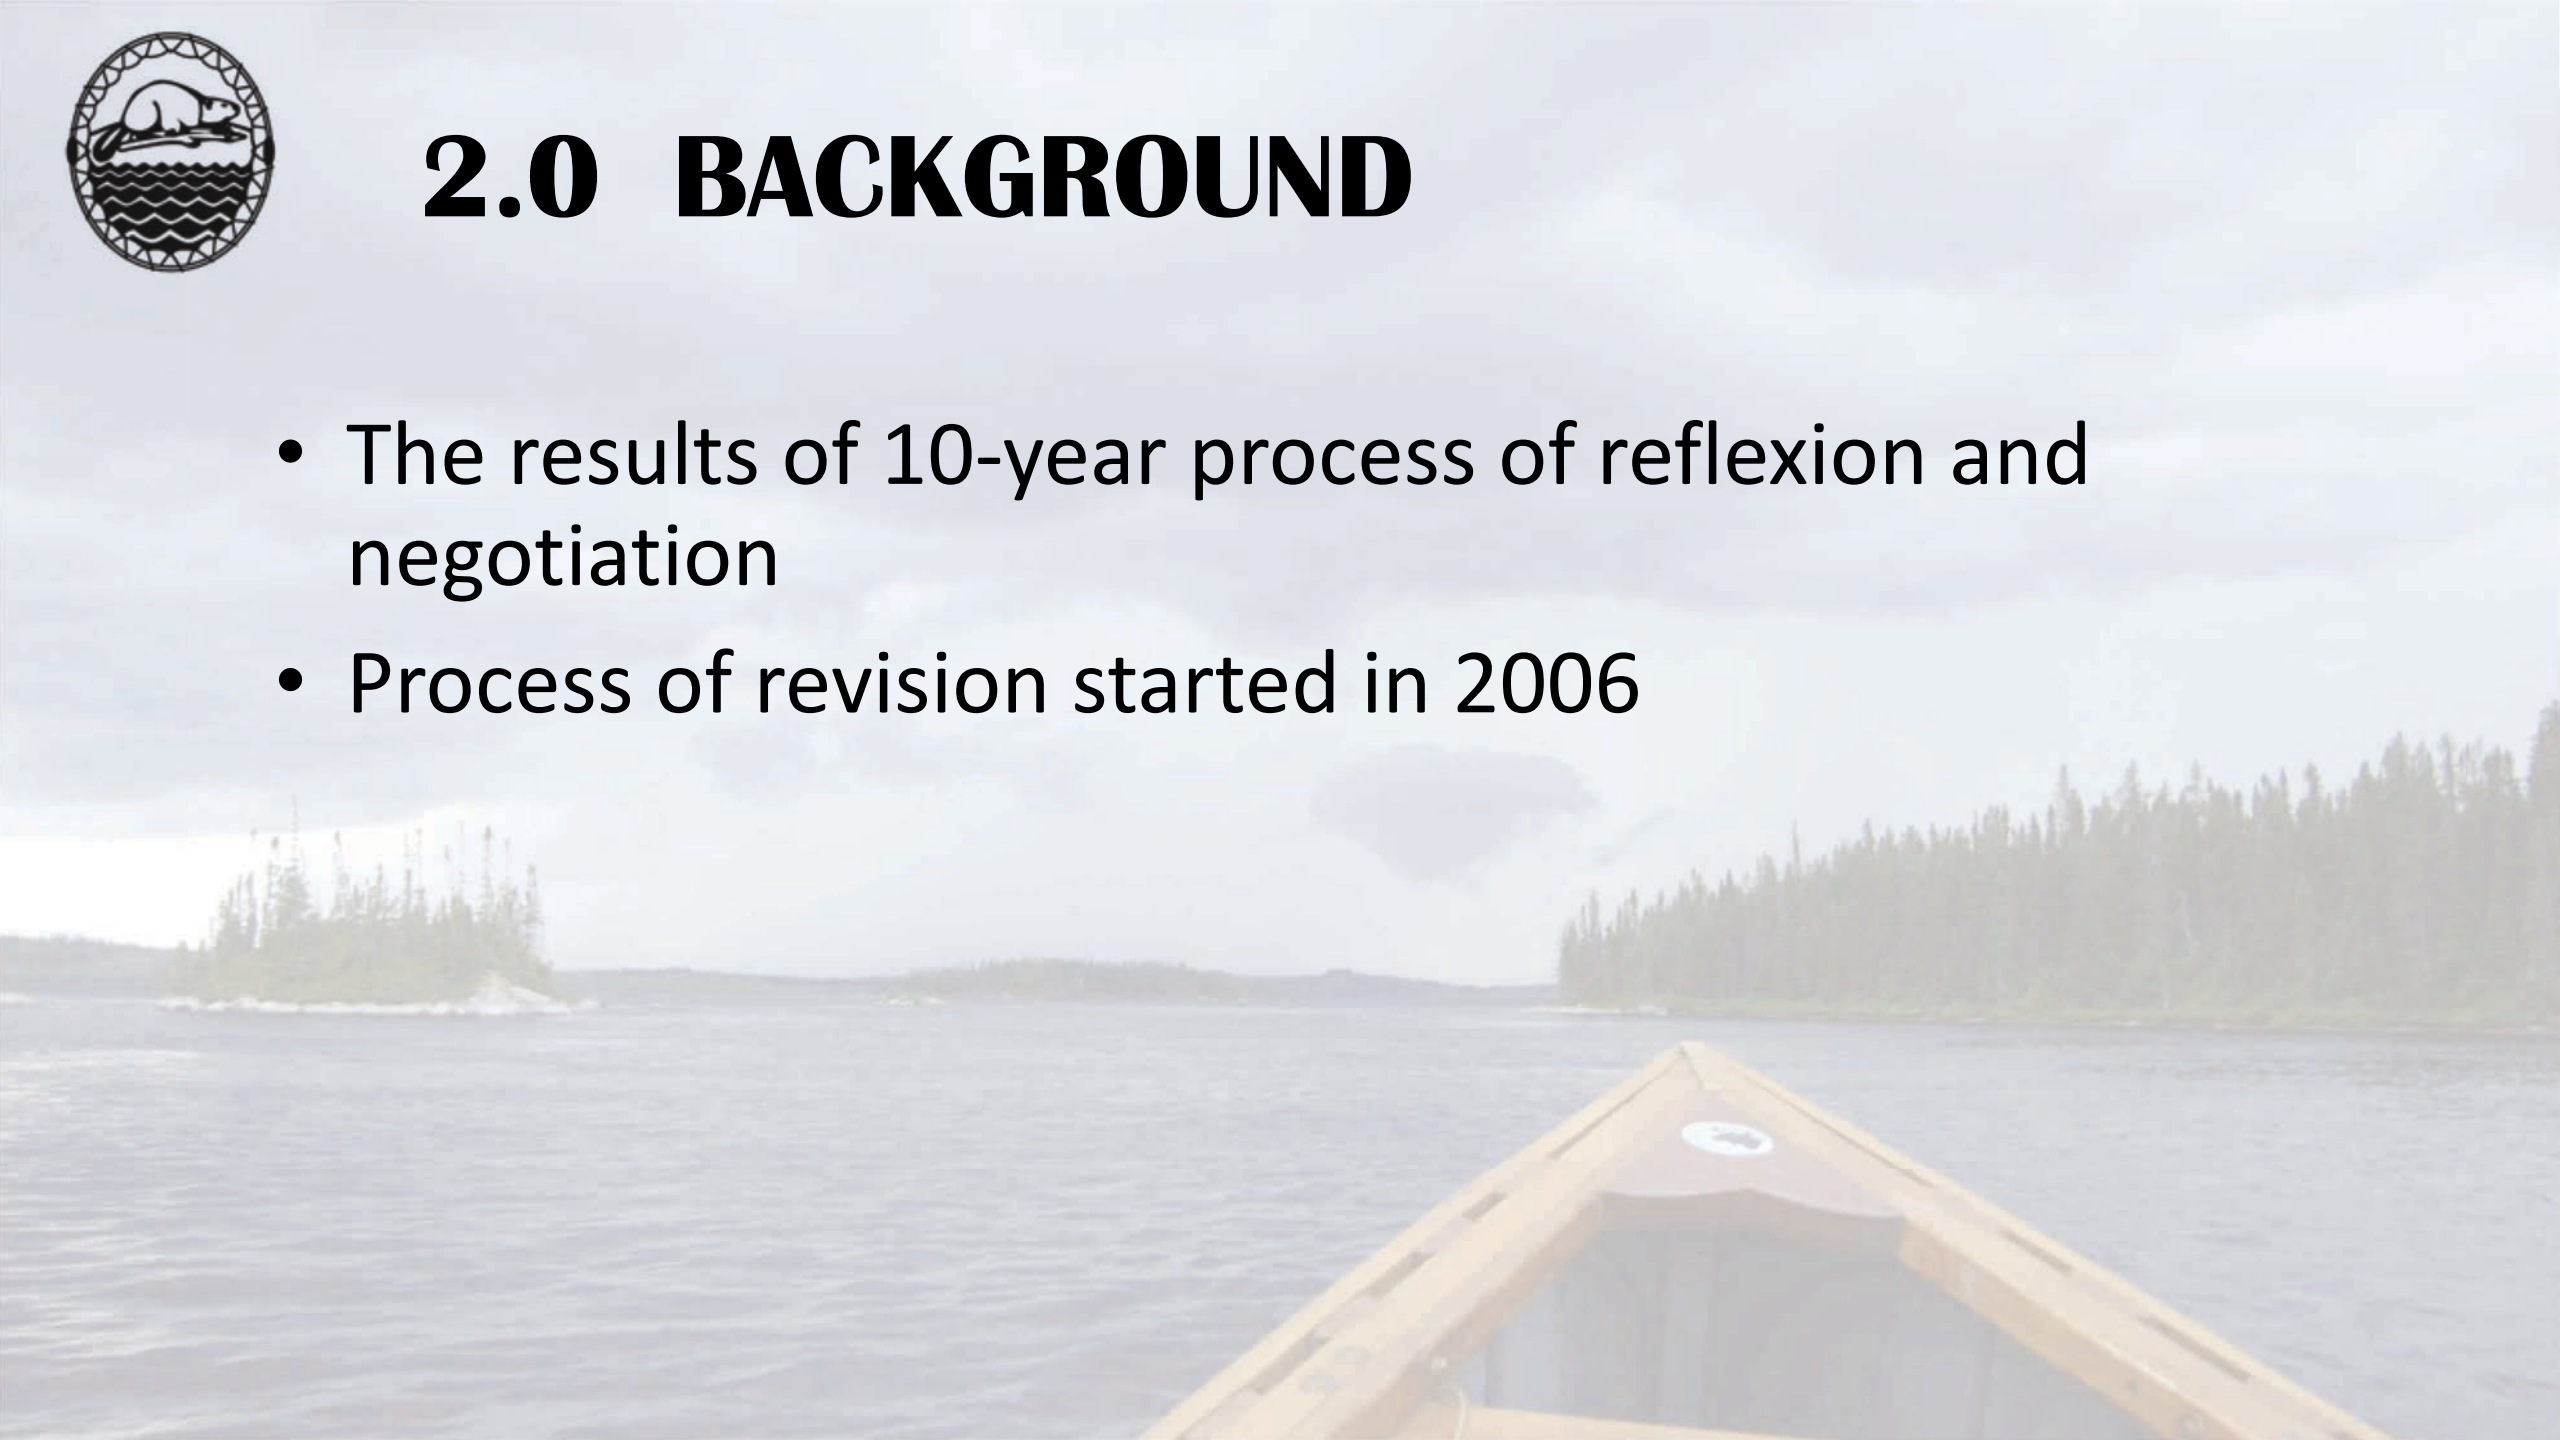 2.0 BACKGROUND
• The results of 10-year process of reflexion and
negotiation
• Process of revision started in 2006